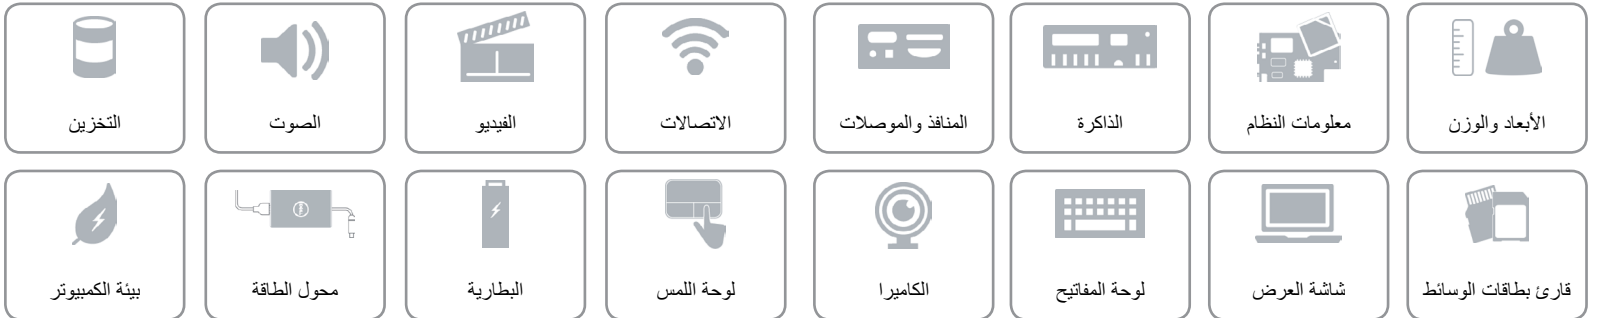 الأبعاد والوزن
معلومات النظام
الذاكرة
المنافذ والموصلات
الاتصالات
الفيديو
الصوت
التخزين
قارئ بطاقات الوسائط
شاشة العرض
لوحة المفاتيح
الكاميرا
لوحة اللمس
البطارية
محول الطاقة
بيئة الكمبيوتر